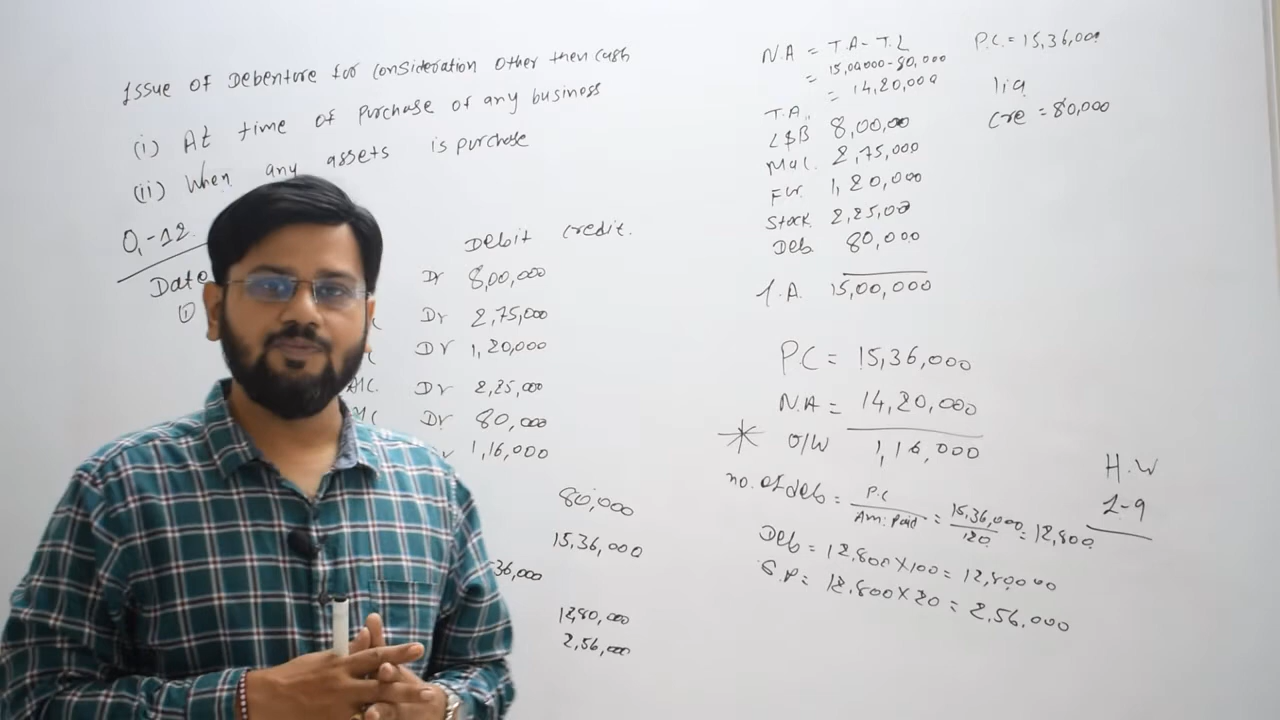 Issue of Debenture for consideration other then cash
(i) At time of Purchase of any business
(ii) When any assets is purchase
Q.-12.
Date Debit credit.
① Dr 8,00,000
Dr 2,75,000
Dr 1,20,000
A/C. Dr 2,25,000
Dr 80,000
1,16,000
80,000
15,36,000
36,000
12,80,000
2,56,000
N.A = T.A - T.L
= 15,00,000 - 80,000
= 14,20,000
T.A.
L$B 8,00,000
Mac. 2,75,000
Fur. 1,20,000
Stock. 2,25,000
Deb. 80,000
T.A. 15,00,000
P.C = 15,36,000
N.A = 14,20,000
O/W 1,16,000
no. of deb = P.C / Am. Paid = 15,36,000 / 120 = 12,800
Deb = 12,800 X 100 = 12,80,000
S.P = 12,800 X 20 = 2,56,000
P.C. = 15,36,000
lia
Cre = 80,000
H.W
1-9